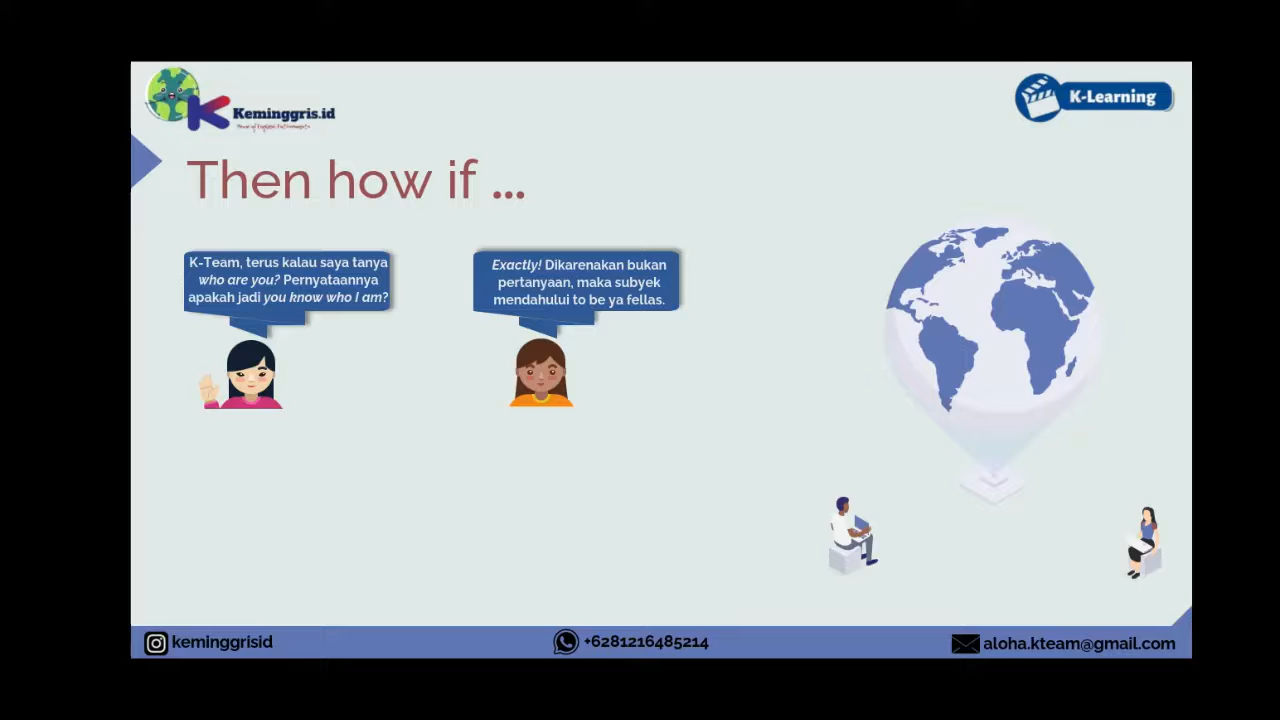 Keminggris.id
K-Learning
Then how if ...
K-Team, terus kalau saya tanya
who are you? Pernyataannya
apakah jadi you know who I am?
Exactly! Dikarenakan bukan
pertanyaan, maka subyek
mendahului to be ya fellas.
keminggrisid
+6281216485214
aloha.kteam@gmail.com